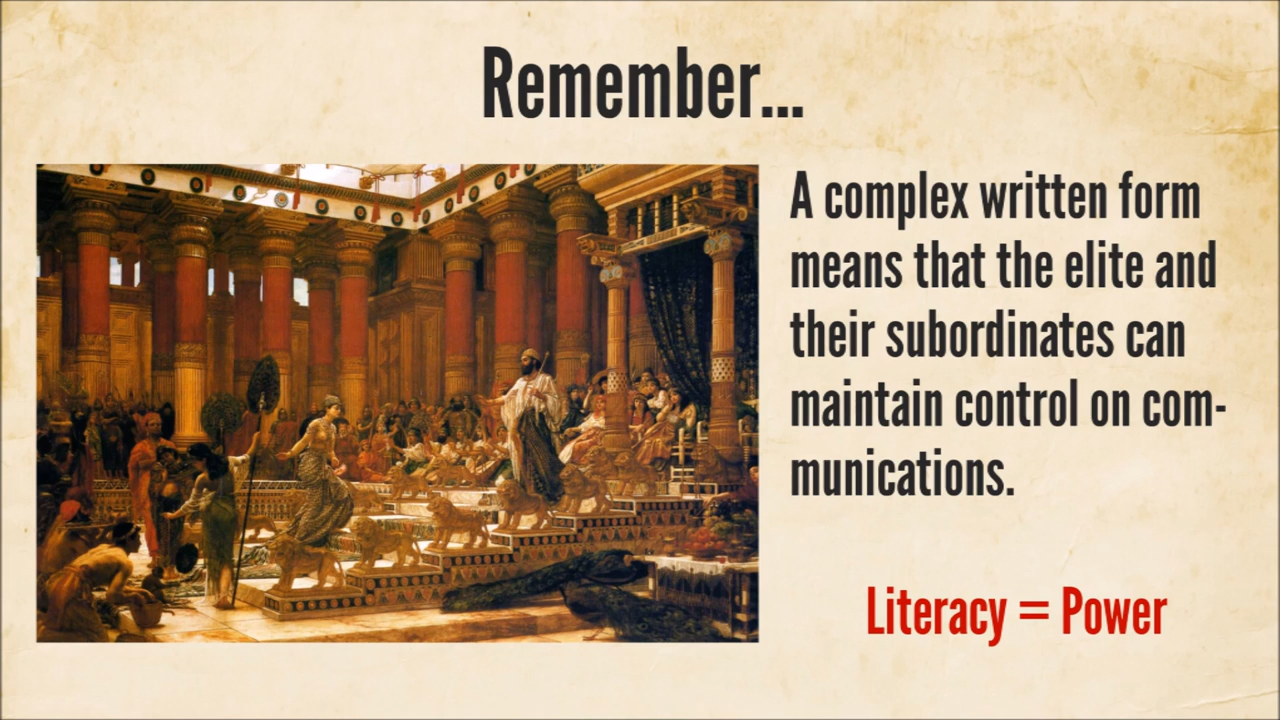 Remember...
A complex written form
means that the elite and
their subordinates can
maintain control on com-
munications.
Literacy = Power